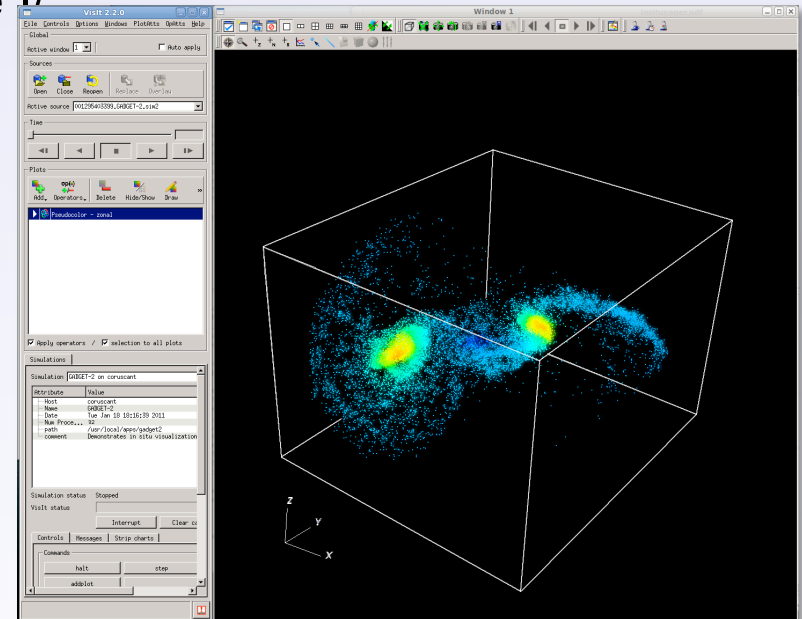 VisIt 2.2.0
File Controls Options Windows PlotAtts OpAtts Help
Global
Active window 1
Auto apply
Sources
Open Close Reopen Replace Overlay
Active source 001295403399.GADGET-2.sim2
Time
Plots
Add Operators Delete Hide/Show Draw
Pseudocolor - zonal
Apply operators / selection to all plots
Simulations
Simulation GADGET-2 on coruscant
Attribute Value
Host coruscant
Name GADGET-2
Date Tue Jan 18 18:16:39 2011
Num Proce... 32
path /usr/local/apps/gadget2
comment Demonstrates in situ visualization
Simulation status Stopped
VisIt status
Interrupt Clear ca
Controls Messages Strip charts
Commands
halt step
addplot
Window 1
Z
Y
X